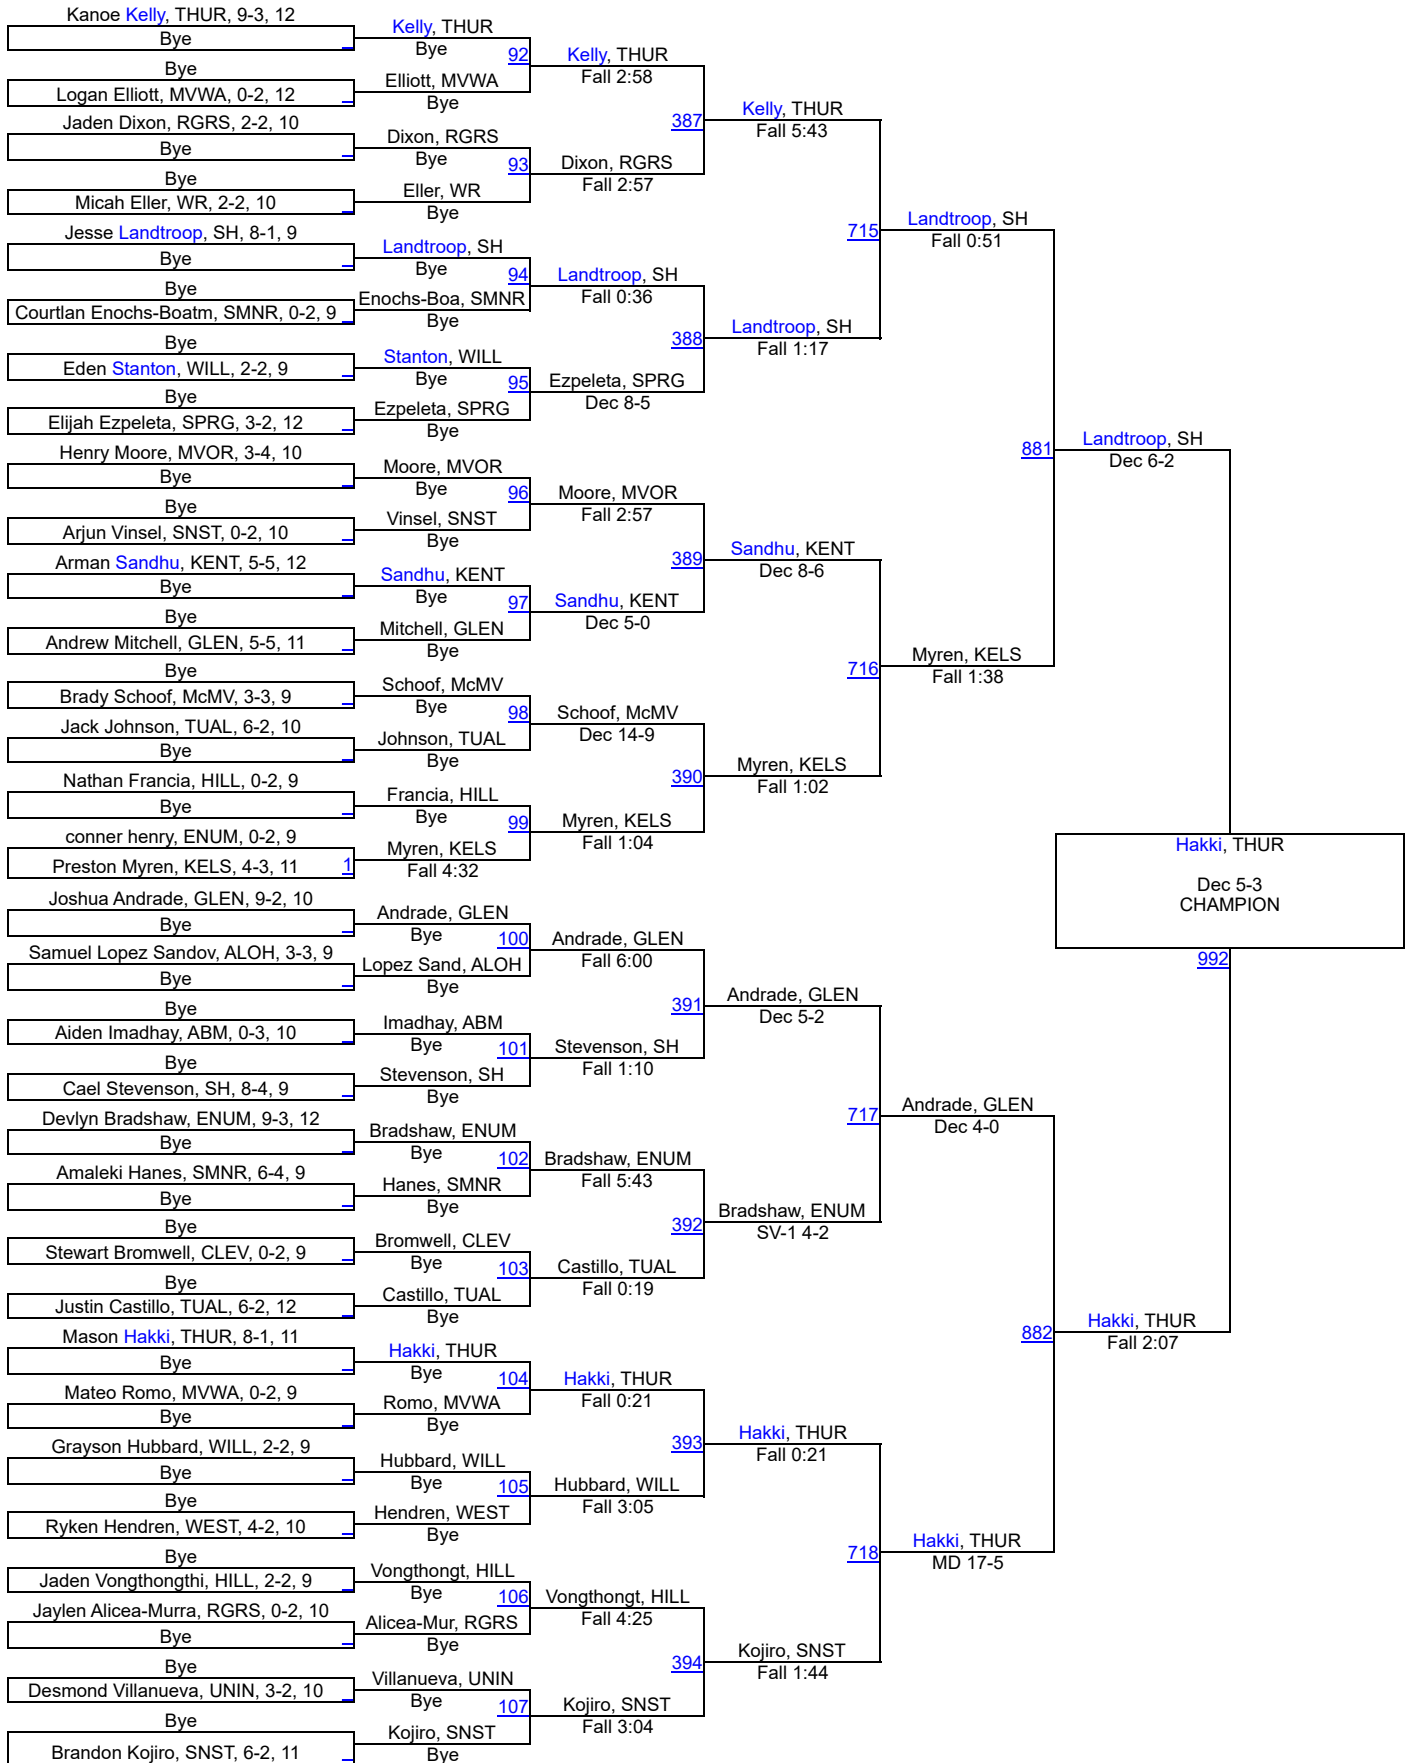 Kanoe Kelly, THUR, 9-3, 12
Bye
Bye
Logan Elliott, MVWA, 0-2, 12
Jaden Dixon, RGRS, 2-2, 10
Bye
Bye
Micah Eller, WR, 2-2, 10
Jesse Landtroop, SH, 8-1, 9
Bye
Bye
Courtlan Enochs-Boatm, SMNR, 0-2, 9
Bye
Eden Stanton, WILL, 2-2, 9
Bye
Elijah Ezpeleta, SPRG, 3-2, 12
Henry Moore, MVOR, 3-4, 10
Bye
Bye
Arjun Vinsel, SNST, 0-2, 10
Arman Sandhu, KENT, 5-5, 12
Bye
Bye
Andrew Mitchell, GLEN, 5-5, 11
Bye
Brady Schoof, McMV, 3-3, 9
Jack Johnson, TUAL, 6-2, 10
Bye
Nathan Francia, HILL, 0-2, 9
Bye
conner henry, ENUM, 0-2, 9
Preston Myren, KELS, 4-3, 11
1
Joshua Andrade, GLEN, 9-2, 10
Bye
Samuel Lopez Sandov, ALOH, 3-3, 9
Bye
Bye
Aiden Imadhay, ABM, 0-3, 10
Bye
Cael Stevenson, SH, 8-4, 9
Devlyn Bradshaw, ENUM, 9-3, 12
Bye
Amaleki Hanes, SMNR, 6-4, 9
Bye
Bye
Stewart Bromwell, CLEV, 0-2, 9
Bye
Justin Castillo, TUAL, 6-2, 12
Mason Hakki, THUR, 8-1, 11
Bye
Mateo Romo, MVWA, 0-2, 9
Bye
Grayson Hubbard, WILL, 2-2, 9
Bye
Bye
Ryken Hendren, WEST, 4-2, 10
Bye
Jaden Vongthongthi, HILL, 2-2, 9
Jaylen Alicea-Murra, RGRS, 0-2, 10
Bye
Bye
Desmond Villanueva, UNIN, 3-2, 10
Bye
Brandon Kojiro, SNST, 6-2, 11
Kelly, THUR
Bye
92
Elliott, MVWA
Bye
Dixon, RGRS
Bye
93
Eller, WR
Bye
Landtroop, SH
Bye
94
Enochs-Boa, SMNR
Bye
Stanton, WILL
Bye
95
Ezpeleta, SPRG
Bye
Moore, MVOR
Bye
96
Vinsel, SNST
Bye
Sandhu, KENT
Bye
97
Mitchell, GLEN
Bye
Schoof, McMV
Bye
98
Johnson, TUAL
Bye
Francia, HILL
Bye
99
Myren, KELS
Fall 4:32
Andrade, GLEN
Bye
100
Lopez Sand, ALOH
Bye
Imadhay, ABM
Bye
101
Stevenson, SH
Bye
Bradshaw, ENUM
Bye
102
Hanes, SMNR
Bye
Bromwell, CLEV
Bye
103
Castillo, TUAL
Bye
Hakki, THUR
Bye
104
Romo, MVWA
Bye
Hubbard, WILL
Bye
105
Hendren, WEST
Bye
Vongthongt, HILL
Bye
106
Alicea-Mur, RGRS
Bye
Villanueva, UNIN
Bye
107
Kojiro, SNST
Bye
Kelly, THUR
Fall 2:58
387
Dixon, RGRS
Fall 2:57
Landtroop, SH
Fall 0:36
388
Ezpeleta, SPRG
Dec 8-5
Moore, MVOR
Fall 2:57
389
Sandhu, KENT
Dec 5-0
Schoof, McMV
Dec 14-9
390
Myren, KELS
Fall 1:04
Andrade, GLEN
Fall 6:00
391
Stevenson, SH
Fall 1:10
Bradshaw, ENUM
Fall 5:43
392
Castillo, TUAL
Fall 0:19
Hakki, THUR
Fall 0:21
393
Hubbard, WILL
Fall 3:05
Vongthongt, HILL
Fall 4:25
394
Kojiro, SNST
Fall 3:04
Kelly, THUR
Fall 5:43
715
Landtroop, SH
Fall 1:17
Sandhu, KENT
Dec 8-6
716
Myren, KELS
Fall 1:02
Andrade, GLEN
Dec 5-2
717
Bradshaw, ENUM
SV-1 4-2
Hakki, THUR
Fall 0:21
718
Kojiro, SNST
Fall 1:44
Landtroop, SH
Fall 0:51
881
Myren, KELS
Fall 1:38
Andrade, GLEN
Dec 4-0
882
Hakki, THUR
MD 17-5
Landtroop, SH
Dec 6-2
Hakki, THUR
Fall 2:07
Hakki, THUR
Dec 5-3
CHAMPION
992